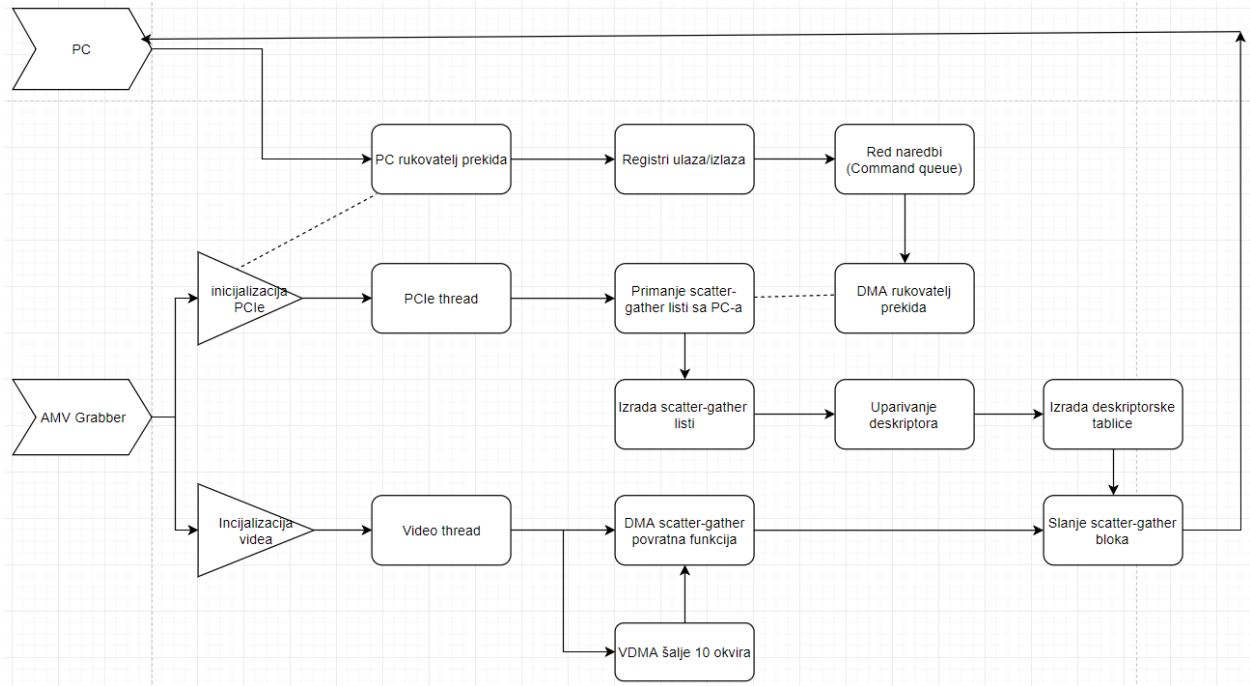 PC
PC rukovatelj prekida
Registri ulaza/izlaza
Red naredbi
(Command queue)
inicijalizacija
PCIe
PCIe thread
Primanje scatter-
gather listi sa PC-a
DMA rukovatelj
prekida
AMV Grabber
Izrada scatter-gather
listi
Uparivanje
deskriptora
Izrada deskriptorske
tablice
Incijalizacija
videa
Video thread
DMA scatter-gather
povratna funkcija
Slanje scatter-gather
bloka
VDMA šalje 10 okvira